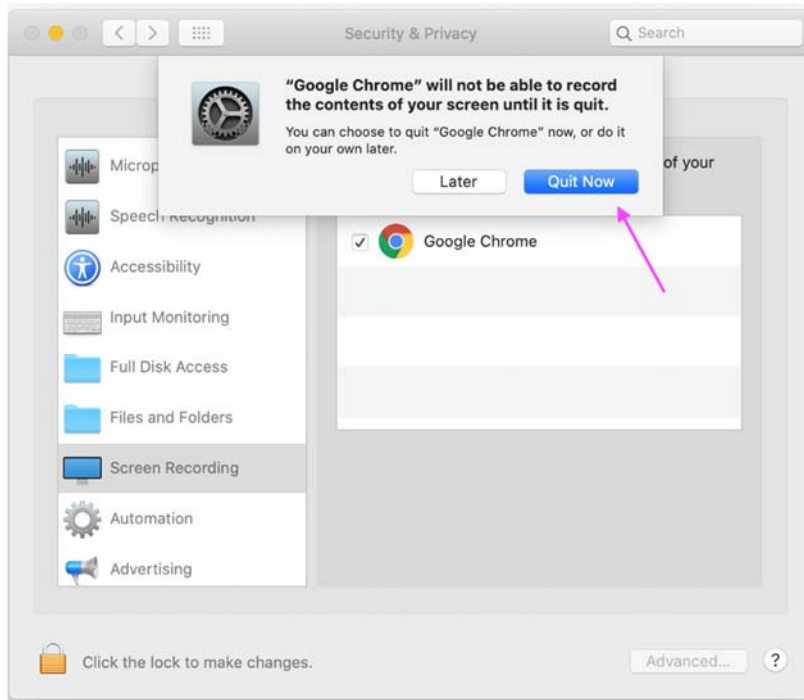 Security & Privacy
Search
“Google Chrome” will not be able to record
the contents of your screen until it is quit.
You can choose to quit “Google Chrome” now, or do it
on your own later.
Later
Quit Now
of your
Speech Recognition
Google Chrome
Accessibility
Input Monitoring
Full Disk Access
Files and Folders
Screen Recording
Automation
Advertising
Click the lock to make changes.
Advanced...
?